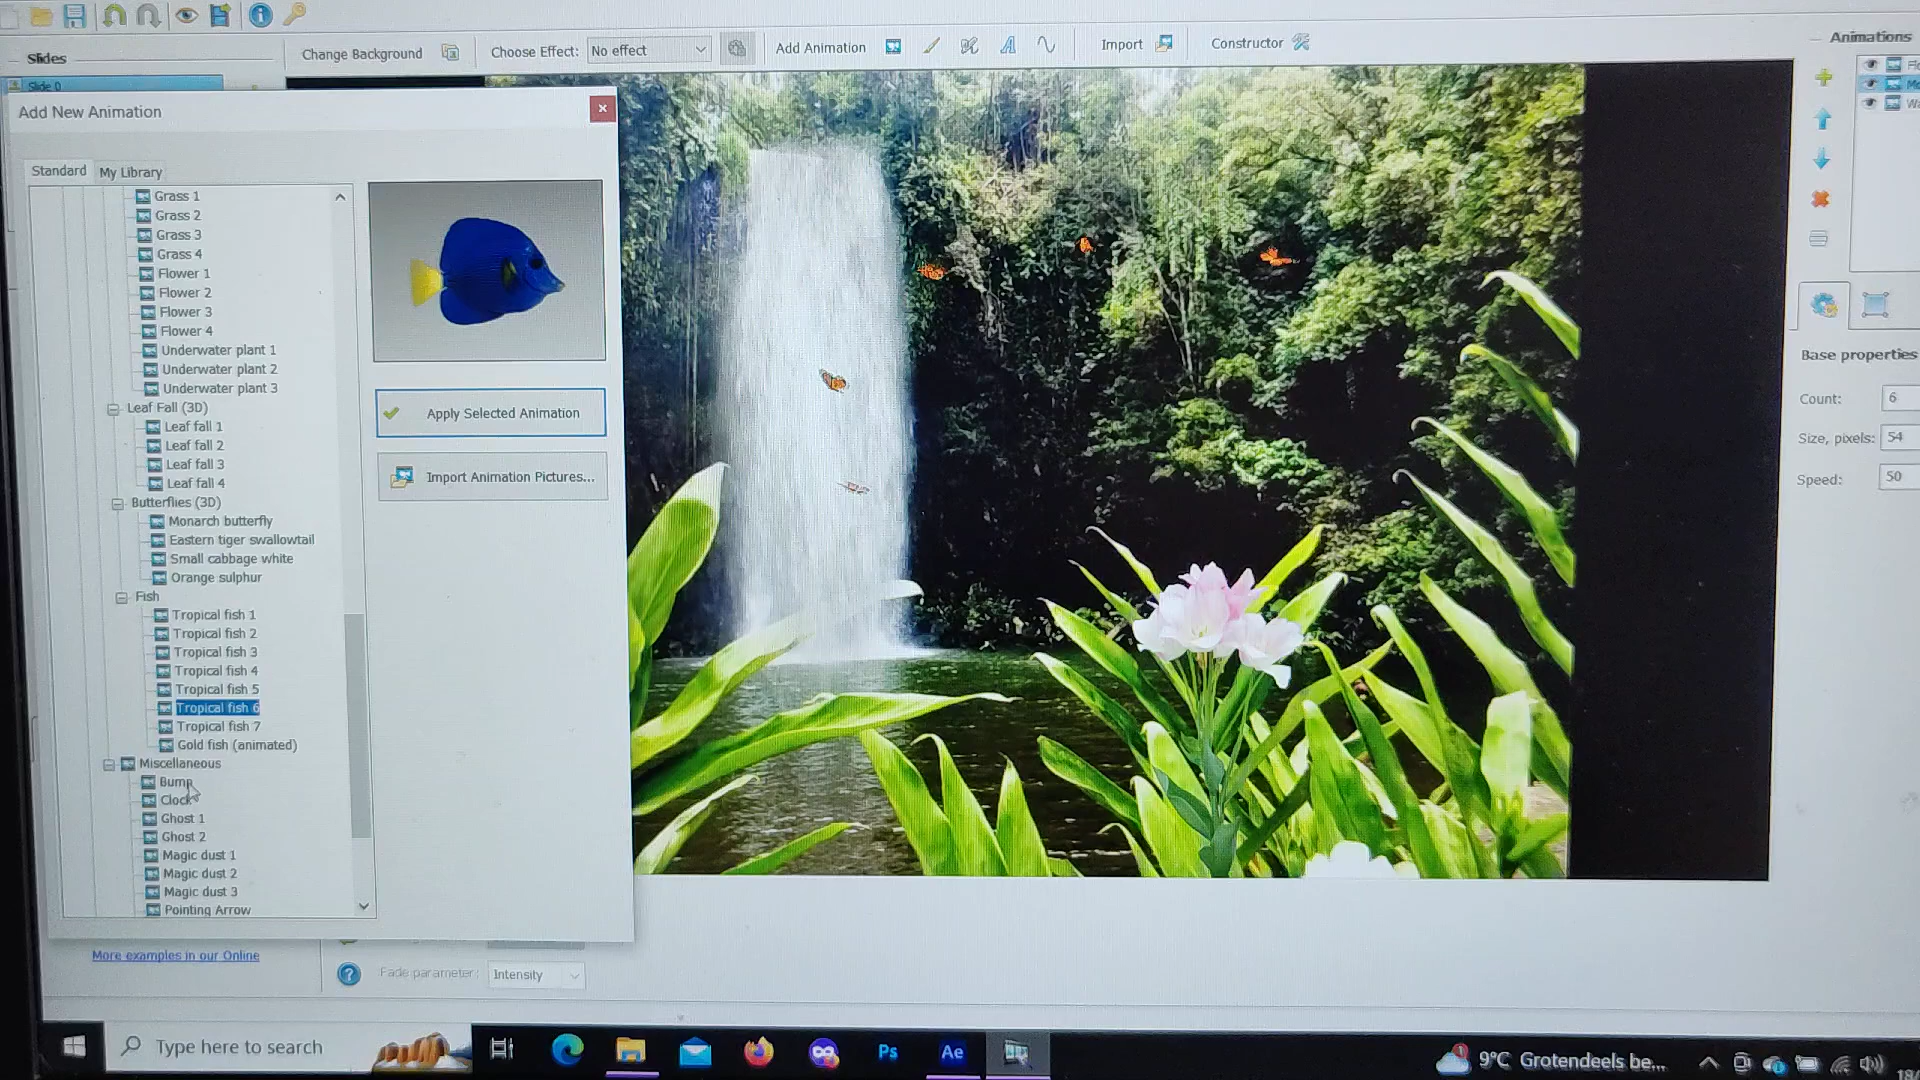 Slides
Change Background
Choose Effect:
No effect
Add Animation
Import
Constructor
Animations
Slide 0
Add New Animation
Standard
My Library
Grass 1
Grass 2
Grass 3
Grass 4
Flower 1
Flower 2
Flower 3
Flower 4
Underwater plant 1
Underwater plant 2
Underwater plant 3
Leaf Fall (3D)
Leaf fall 1
Leaf fall 2
Leaf fall 3
Leaf fall 4
Butterflies (3D)
Monarch butterfly
Eastern tiger swallowtail
Small cabbage white
Orange sulphur
Fish
Tropical fish 1
Tropical fish 2
Tropical fish 3
Tropical fish 4
Tropical fish 5
Tropical fish 6
Tropical fish 7
Gold fish (animated)
Miscellaneous
Bump
Clock
Ghost 1
Ghost 2
Magic dust 1
Magic dust 2
Magic dust 3
Pointing Arrow
Apply Selected Animation
Import Animation Pictures...
Base properties
Count: 6
Size, pixels: 54
Speed: 50
More examples in our Online
Fade parameter: Intensity
Type here to search
Ps
Ae
9°C Grotendeels be...
18/